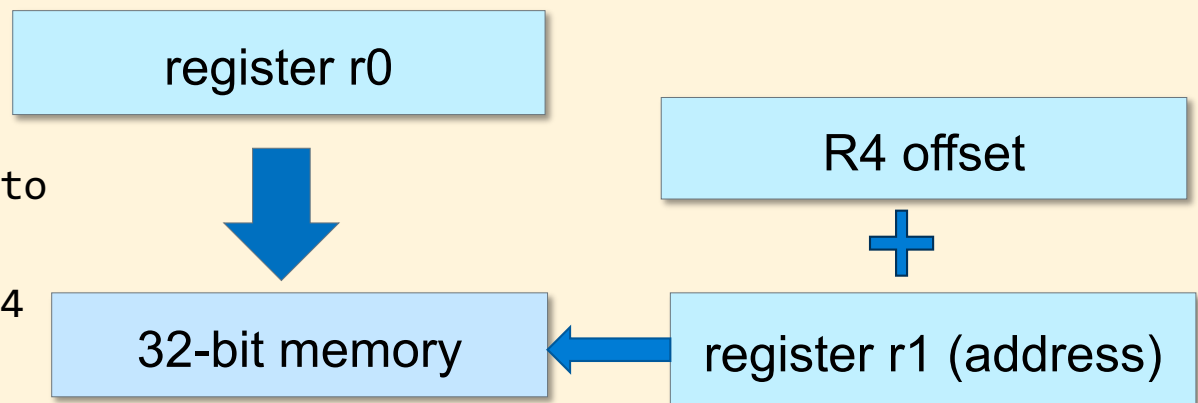 register r0
R4 offset
to
4
32-bit memory
register r1 (address)